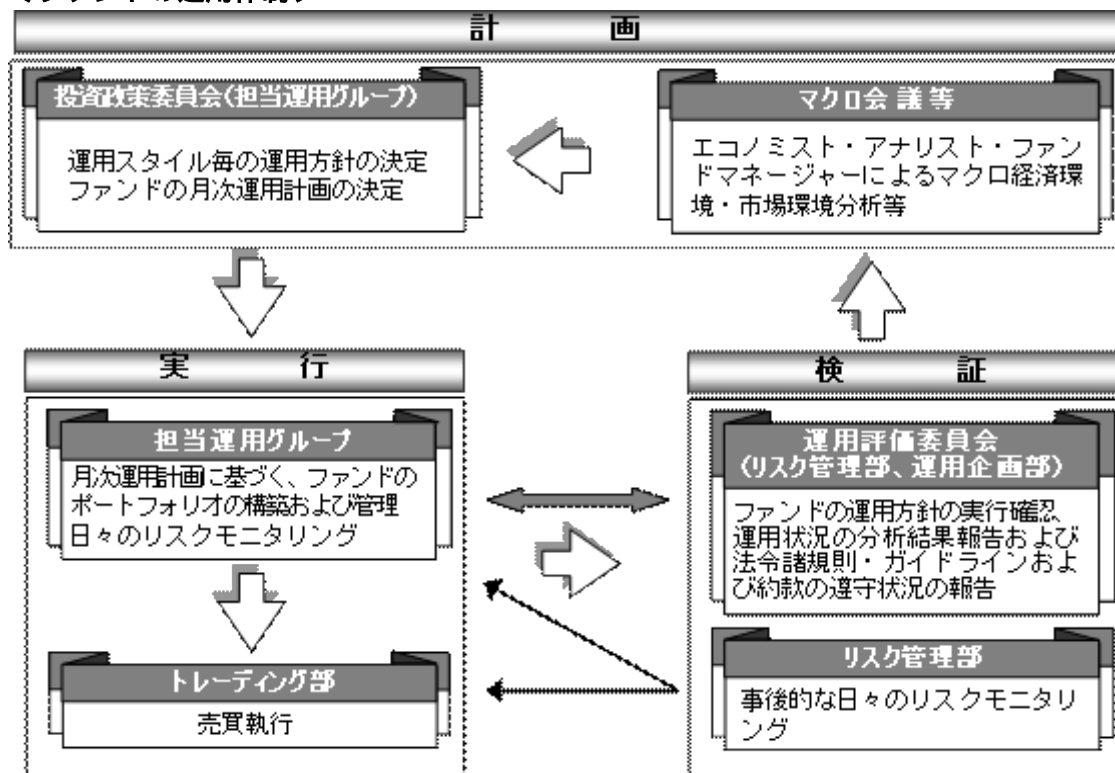 計 画
投資政策委員会(担当運用グループ)
運用スタイル毎の運用方針の決定
ファンドの月次運用計画の決定
マクロ会議等
エコノミスト・アナリスト・ファン
ドマネージャーによるマクロ経済環
境・市場環境分析等
実 行
担当運用グループ
月次運用計画に基づく、ファンドの
ポートフォリオの構築および管理
日々のリスクモニタリング
トレーディング部
売買執行
検 証
運用評価委員会
(リスク管理部、運用企画部)
ファンドの運用方針の実行確認、
運用状況の分析結果報告および
法令諸規則・ガイドラインおよ
び約款の遵守状況の報告
リスク管理部
事後的な日々のリスクモニタリ
ング